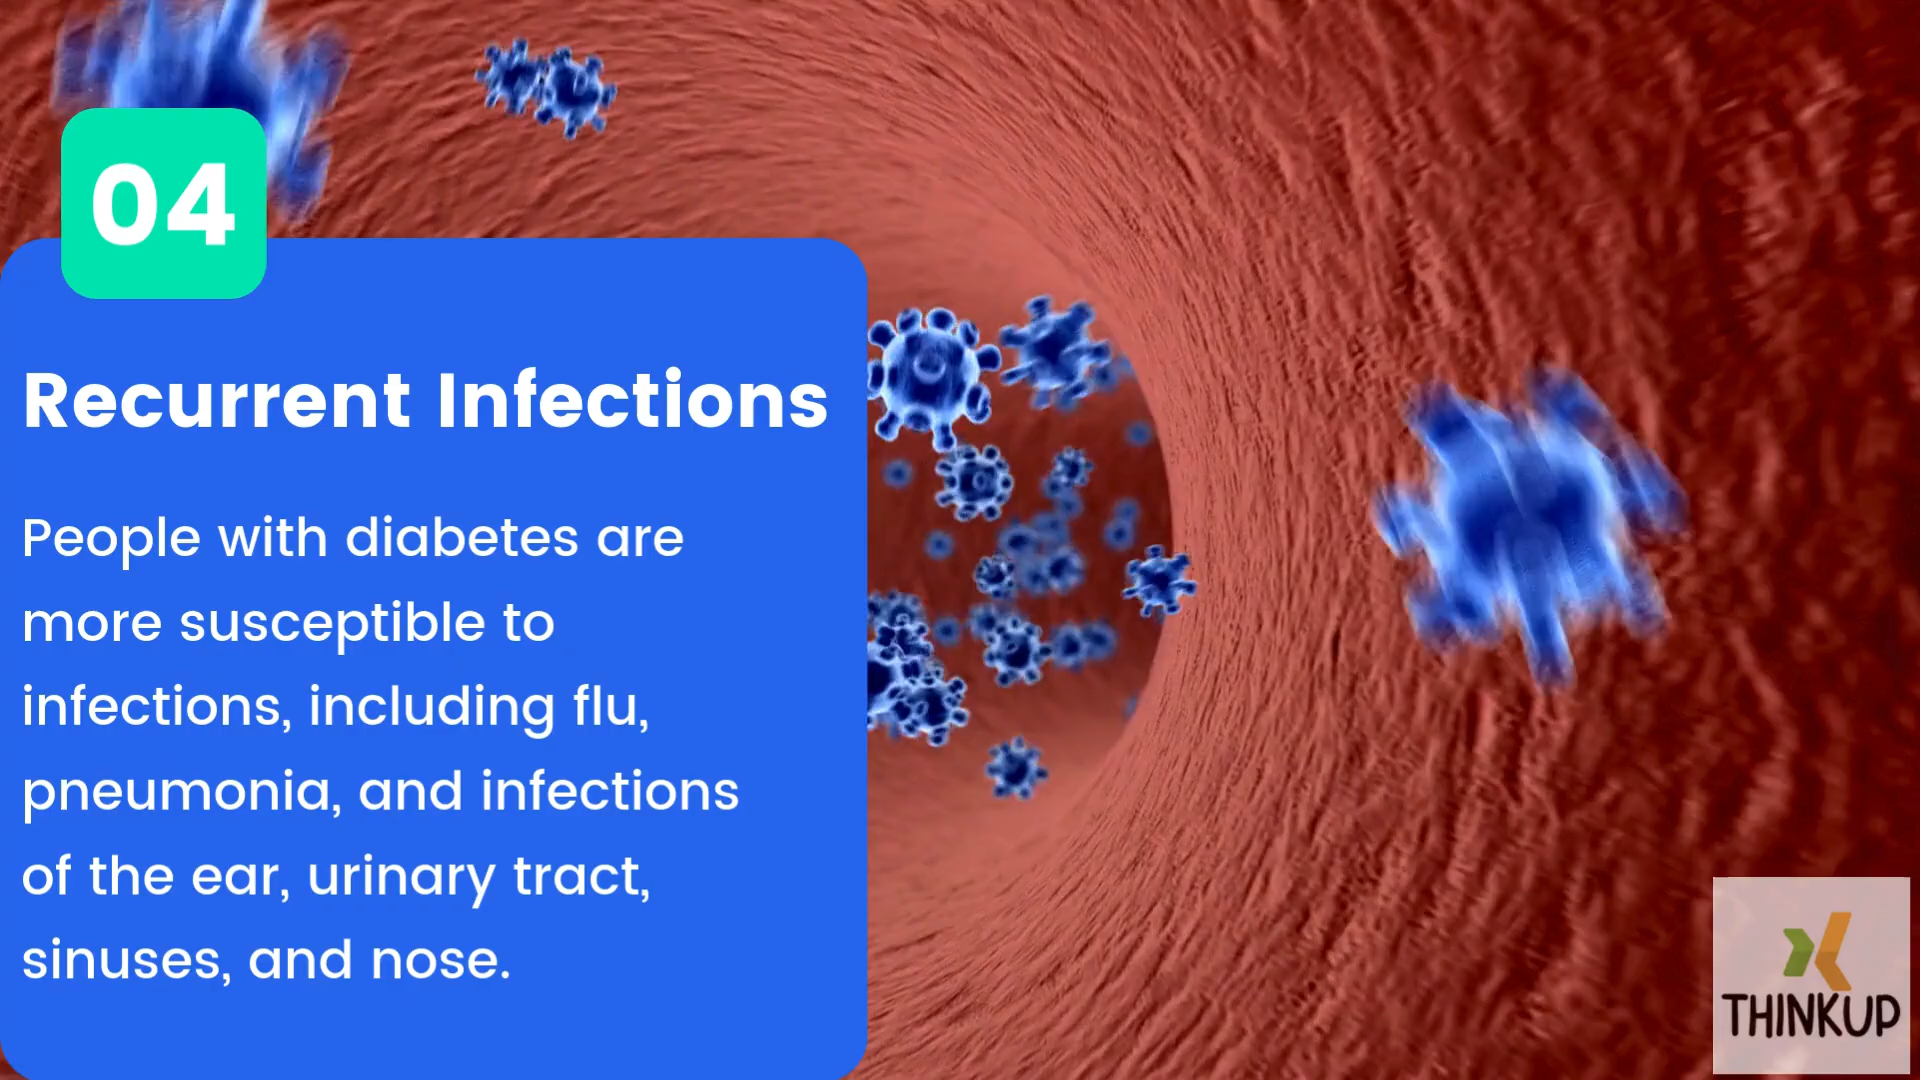 04
Recurrent Infections
People with diabetes are
more susceptible to
infections, including flu,
pneumonia, and infections
of the ear, urinary tract,
sinuses, and nose.
THINKUP